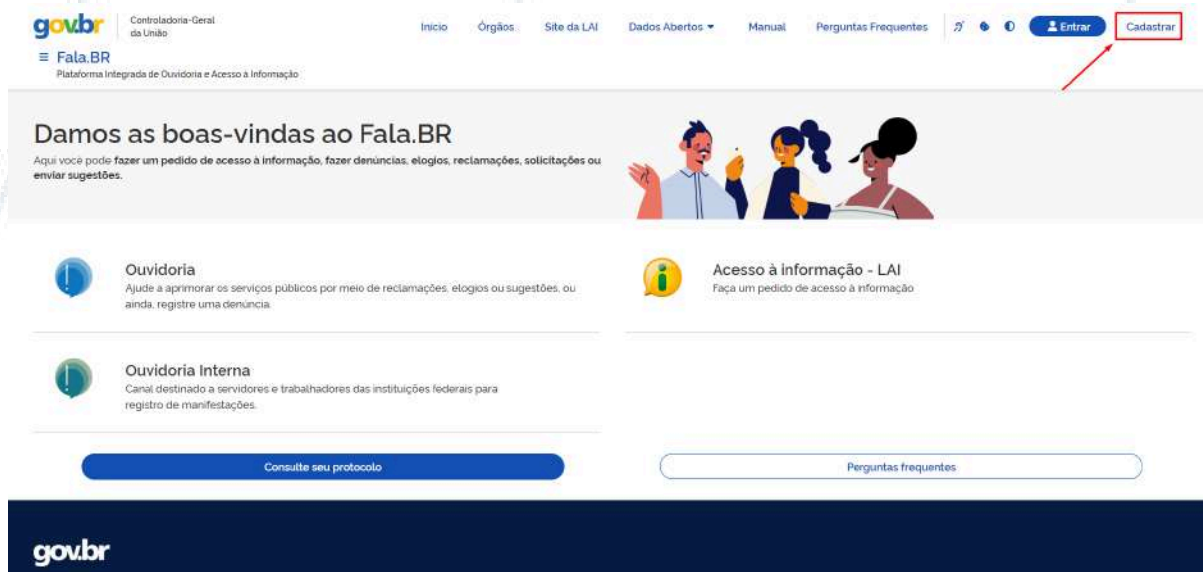 gov.br
Controladoria-Geral
da União
Início Órgãos Site da LAI Dados Abertos Manual Perguntas Frequentes Entrar Cadastrar
Fala.BR
Plataforma Integrada de Ouvidoria e Acesso à Informação
Damos as boas-vindas ao Fala.BR
Aqui você pode fazer um pedido de acesso à informação, fazer denúncias, elogios, reclamações, solicitações ou
enviar sugestões.
Ouvidoria
Ajude a aprimorar os serviços públicos por meio de reclamações, elogios ou sugestões, ou
ainda, registre uma denúncia.
Acesso à informação - LAI
Faça um pedido de acesso à informação
Ouvidoria Interna
Canal destinado a servidores e trabalhadores das instituições federais para
registro de manifestações.
Consulte seu protocolo
Perguntas frequentes
gov.br